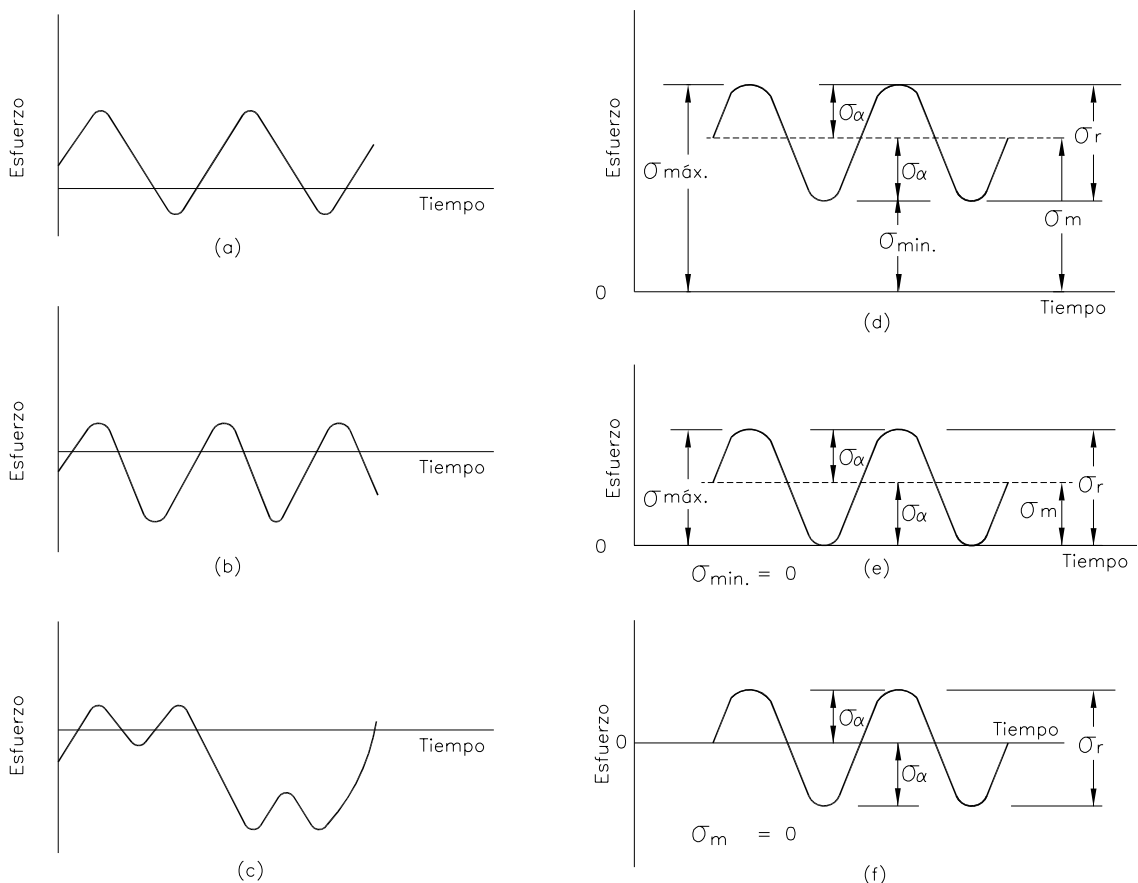 Esfuerzo
Tiempo
(a)
Esfuerzo
Tiempo
(b)
Esfuerzo
Tiempo
(c)
Esfuerzo
σα
σr
σmáx.
σα
σm
σmin.
0
Tiempo
(d)
Esfuerzo
σα
σmáx.
σr
σα
σm
0
Tiempo
σmin. = 0
(e)
Esfuerzo
σα
Tiempo
0
σr
σα
σm = 0
(f)